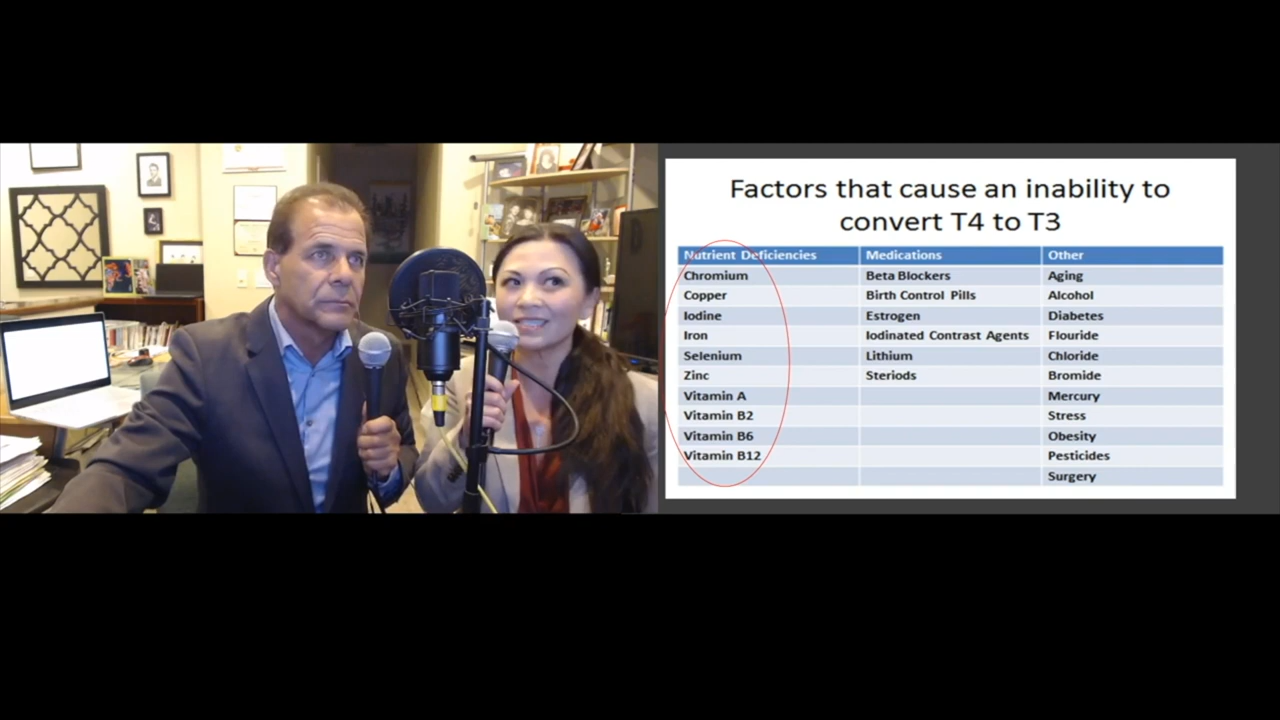 Factors that cause an inability to
convert T4 to T3
Nutrient Deficiencies Medications Other
Chromium Beta Blockers Aging
Copper Birth Control Pills Alcohol
Iodine Estrogen Diabetes
Iron Iodinated Contrast Agents Flouride
Selenium Lithium Chloride
Zinc Steriods Bromide
Vitamin A Mercury
Vitamin B2 Stress
Vitamin B6 Obesity
Vitamin B12 Pesticides
Surgery